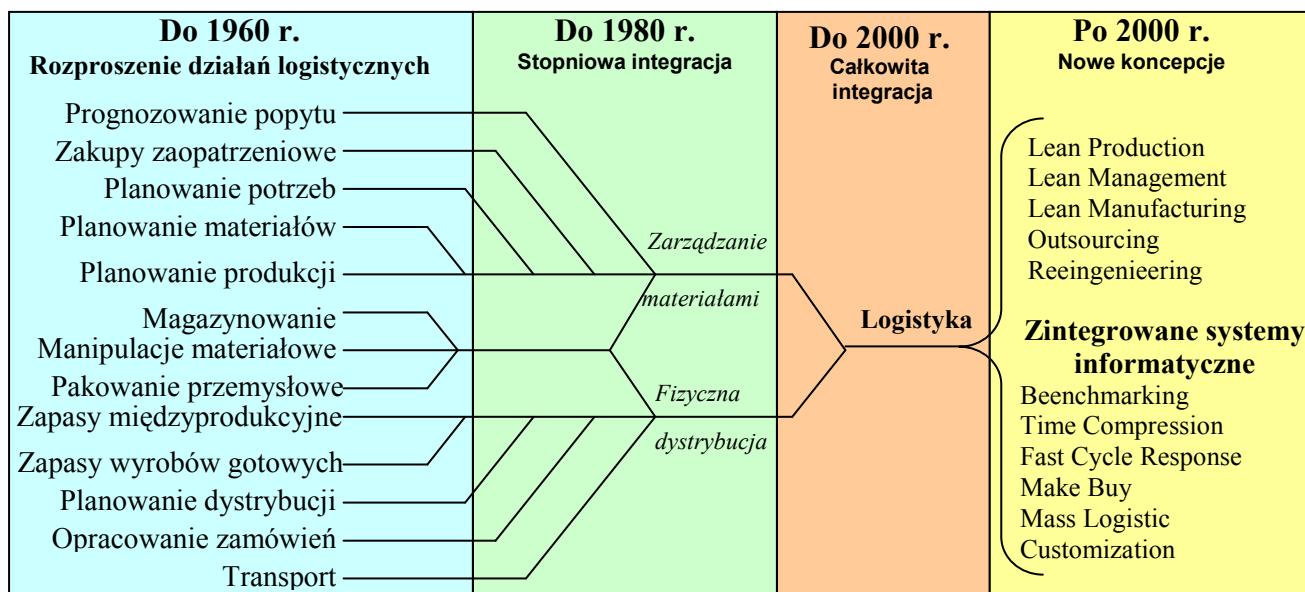 Do 1960 r.
Rozproszenie działań logistycznych
Prognozowanie popytu
Zakupy zaopatrzeniowe
Planowanie potrzeb
Planowanie materiałów
Planowanie produkcji
Magazynowanie
Manipulacje materiałowe
Pakowanie przemysłowe
Zapasy międzyprodukcyjne
Zapasy wyrobów gotowych
Planowanie dystrybucji
Opracowanie zamówień
Transport
Do 1980 r.
Stopniowa integracja
Zarządzanie
materiałami
Fizyczna
dystrybucja
Do 2000 r.
Całkowita
integracja
Logistyka
Po 2000 r.
Nowe koncepcje
Lean Production
Lean Management
Lean Manufacturing
Outsourcing
Reeingenieering
Zintegrowane systemy
informatyczne
Beenchmarking
Time Compression
Fast Cycle Response
Make Buy
Mass Logistic
Customization